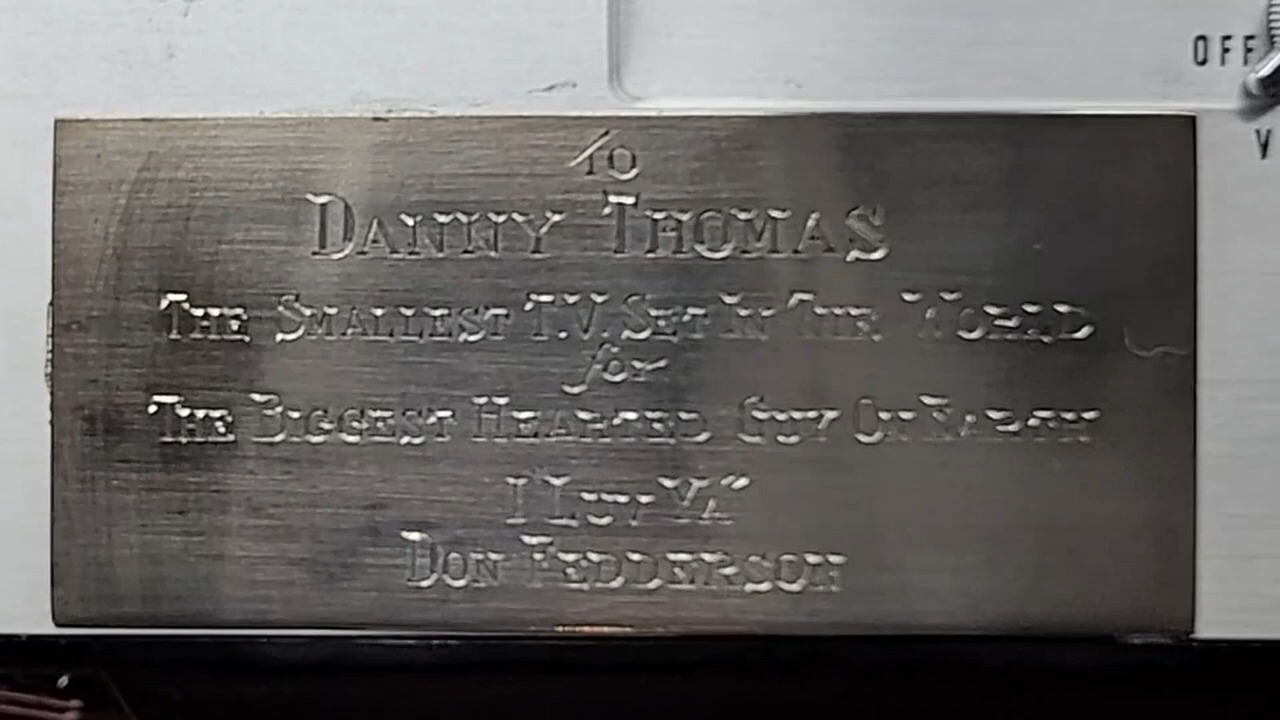 OFF
V
To
DANNY THOMAS
THE SMALLEST T.V. SET IN THE WORLD
for
THE BIGGEST HEARTED GUY ON EARTH
I LUV YA"
DON FEDDERSON